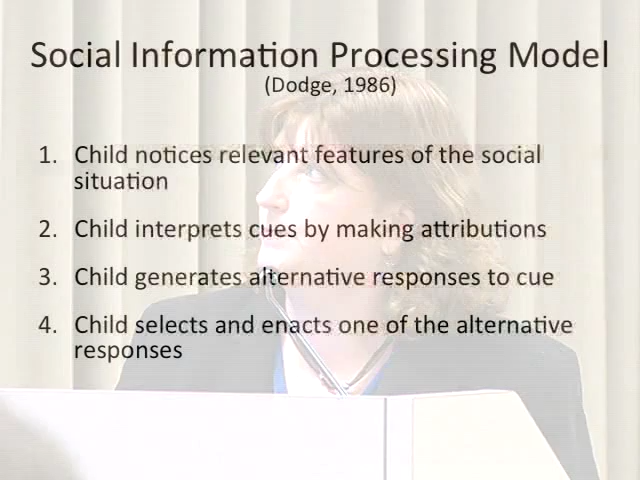 Social Information Processing Model
(Dodge, 1986)
1. Child notices relevant features of the social
situation
2. Child interprets cues by making attributions
3. Child generates alternative responses to cue
4. Child selects and enacts one of the alternative
responses